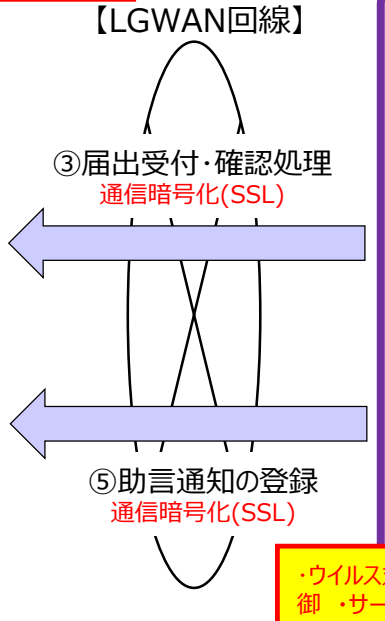 【LGWAN回線】
③届出受付・確認処理
通信暗号化(SSL)
⑤助言通知の登録
通信暗号化(SSL)
・ウイルス
御 ・サー